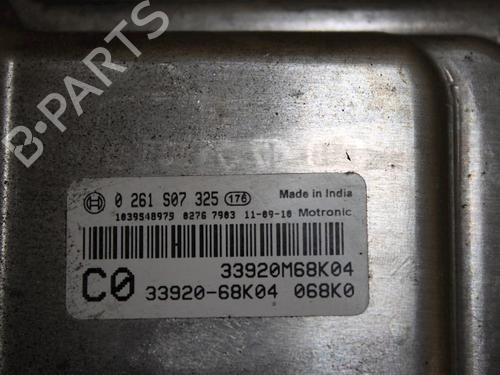 B-PARTS
0 261 S07 325 176 Made in India
1039S48979 0276 7903 11-09-10 Motronic
33920M68K04
C0 33920-68K04 068K0